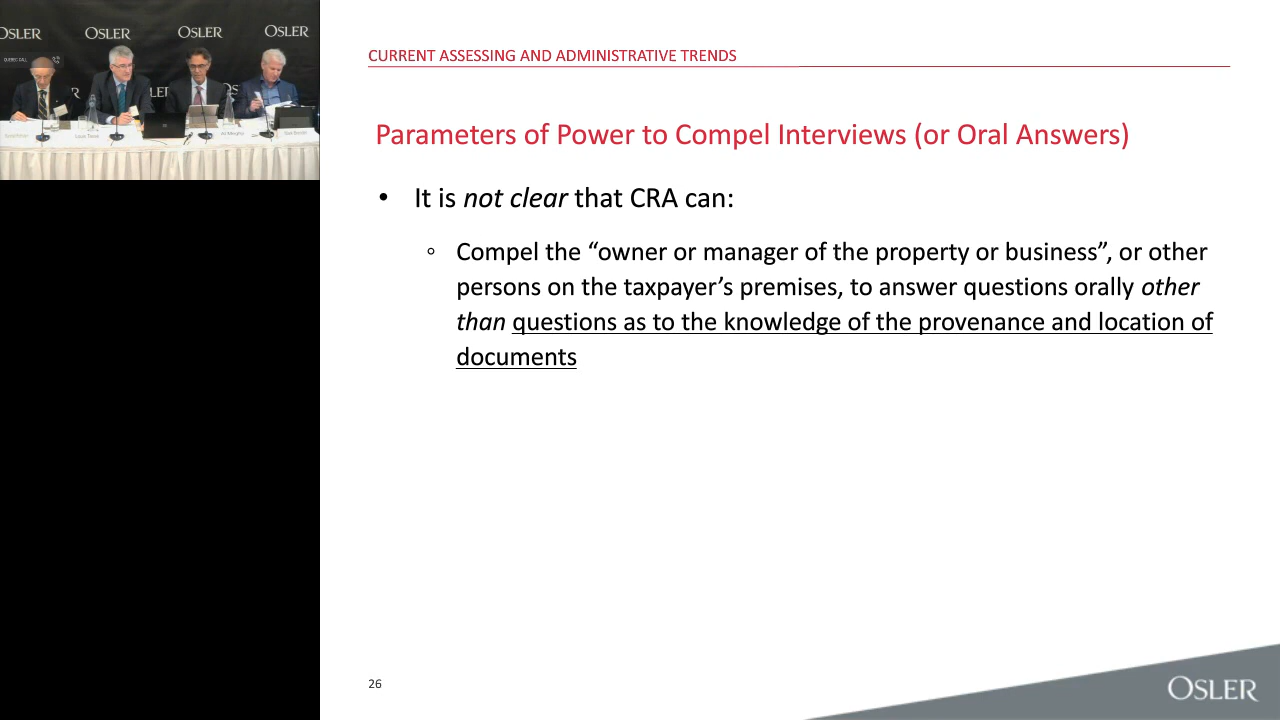 OSLER
OSLER
OSLER
OSLER
CURRENT ASSESSING AND ADMINISTRATIVE TRENDS
Parameters of Power to Compel Interviews (or Oral Answers)
• It is not clear that CRA can:
◦ Compel the “owner or manager of the property or business”, or other
persons on the taxpayer’s premises, to answer questions orally other
than questions as to the knowledge of the provenance and location of
documents
26
OSLER